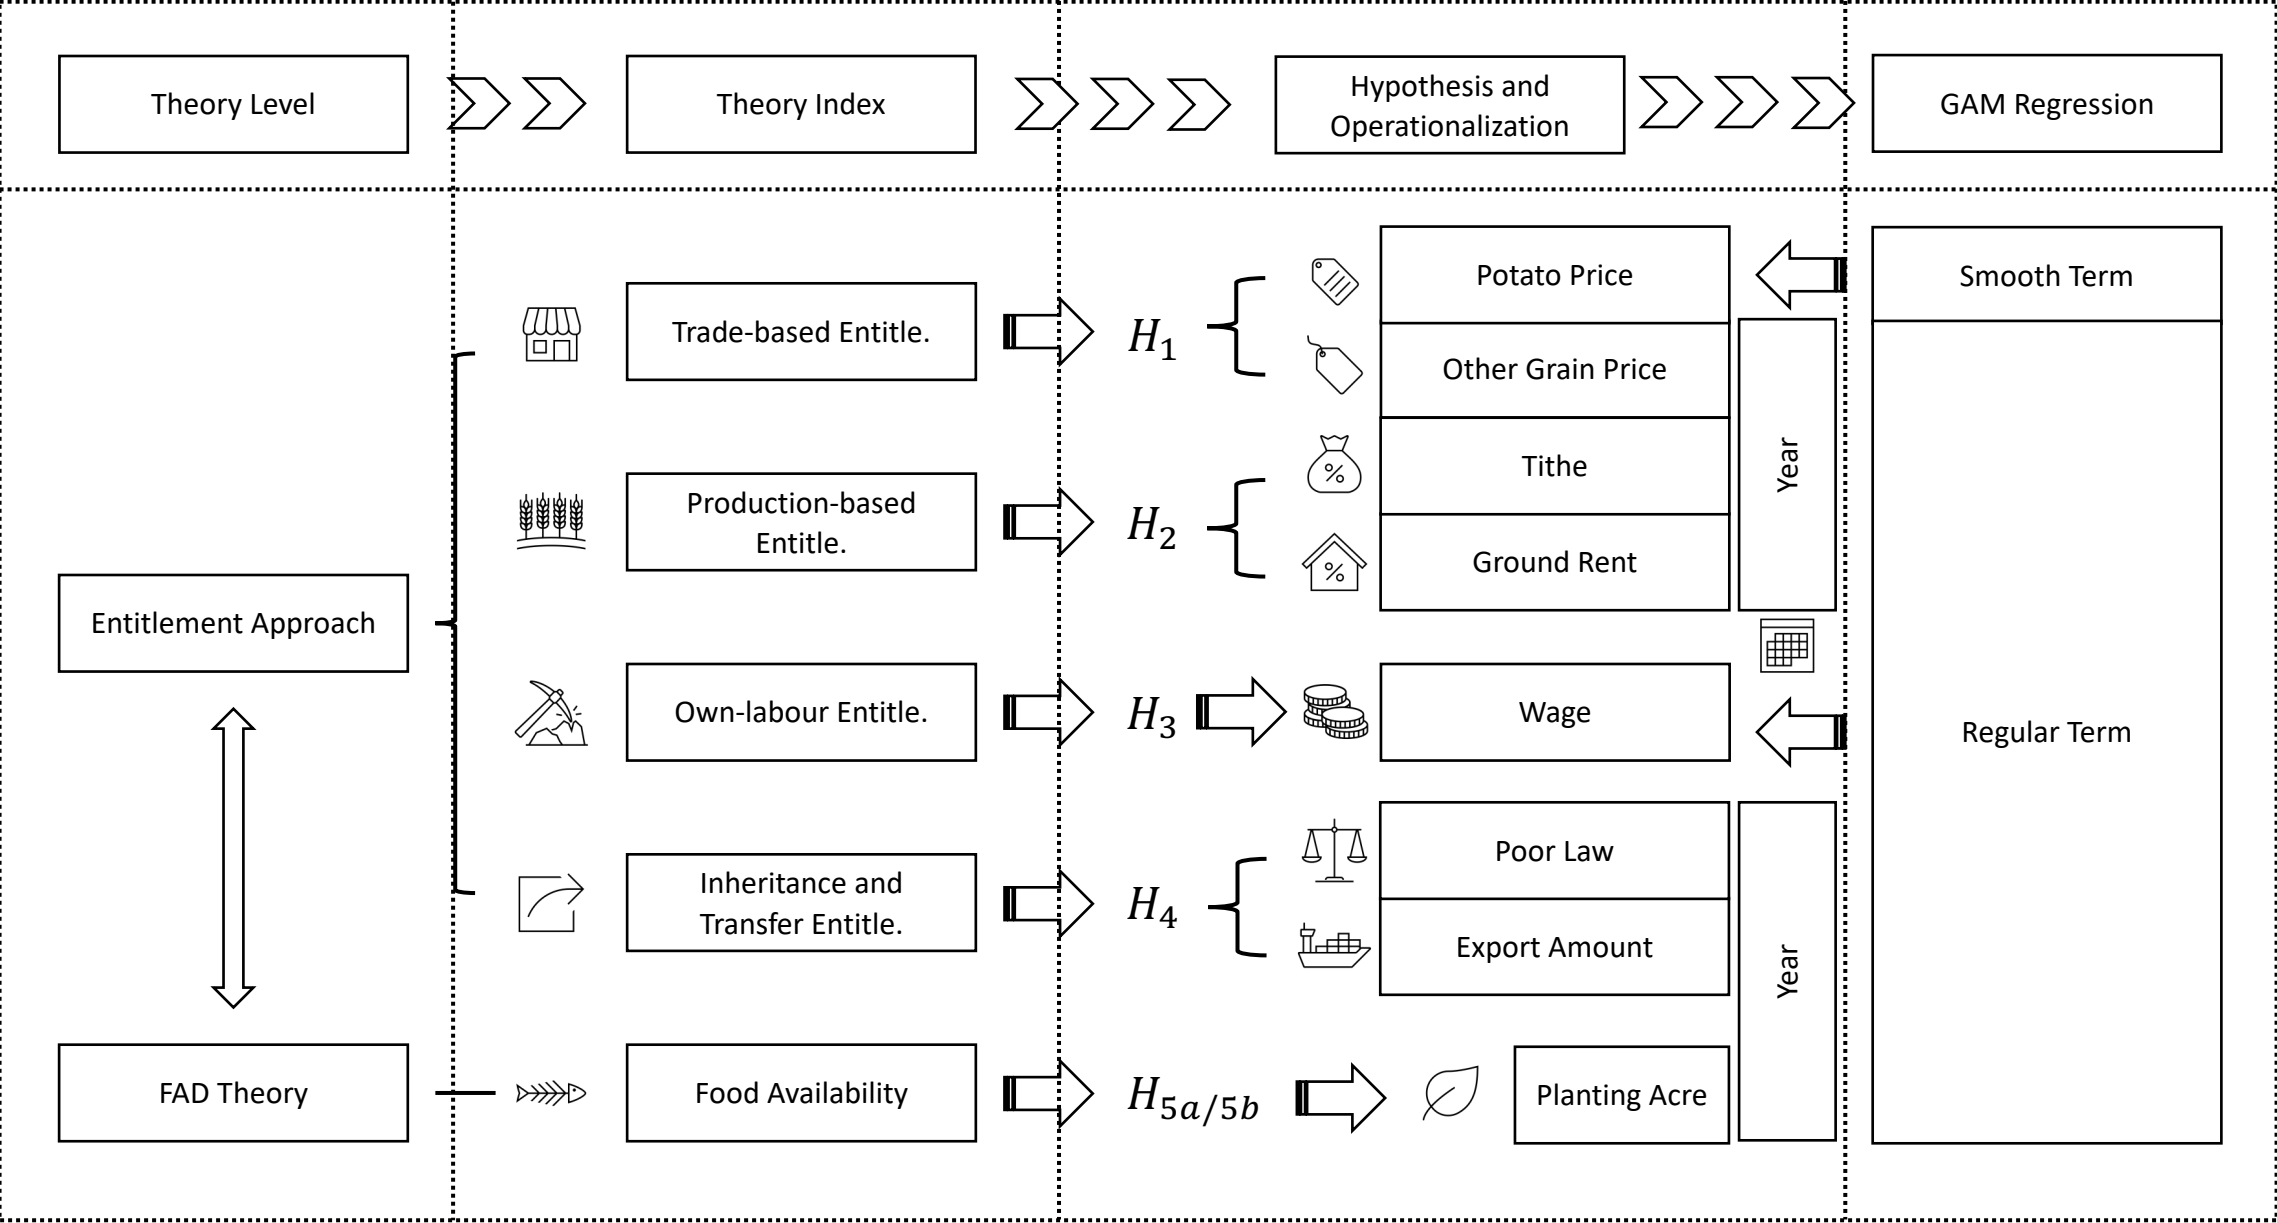 Theory Level
Theory Index
Hypothesis and
Operationalization
GAM Regression
Entitlement Approach
FAD Theory
Trade-based Entitle.
Production-based
Entitle.
Own-labour Entitle.
Inheritance and
Transfer Entitle.
Food Availability
H1
H2
H3
H4
H5a/5b
Potato Price
Other Grain Price
Tithe
Ground Rent
Wage
Poor Law
Export Amount
Planting Acre
Year
Year
Smooth Term
Regular Term